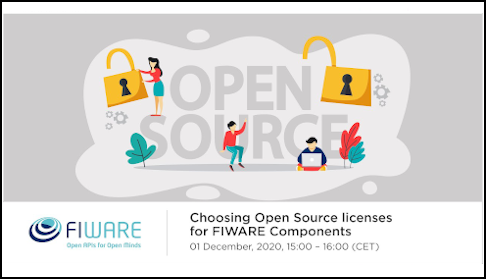 OPEN
SOURCE
FIWARE
Open APIs for Open Minds
Choosing Open Source licenses
for FIWARE Components
01 December, 2020, 15:00 – 16:00 (CET)